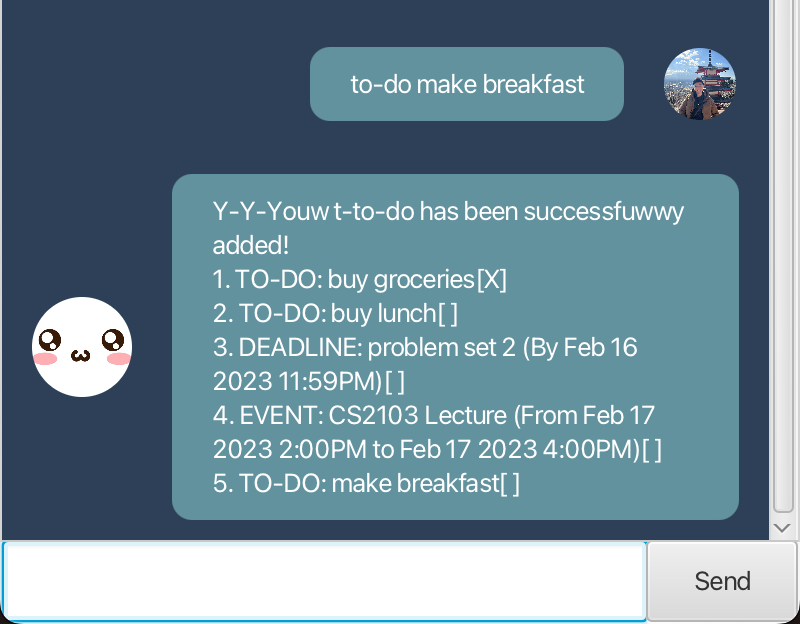 to-do make breakfast
Y-Y-Youw t-to-do has been successfuwwy
added!
1. TO-DO: buy groceries[X]
2. TO-DO: buy lunch[ ]
3. DEADLINE: problem set 2 (By Feb 16
2023 11:59PM)[ ]
4. EVENT: CS2103 Lecture (From Feb 17
2023 2:00PM to Feb 17 2023 4:00PM)[ ]
5. TO-DO: make breakfast[ ]
Send